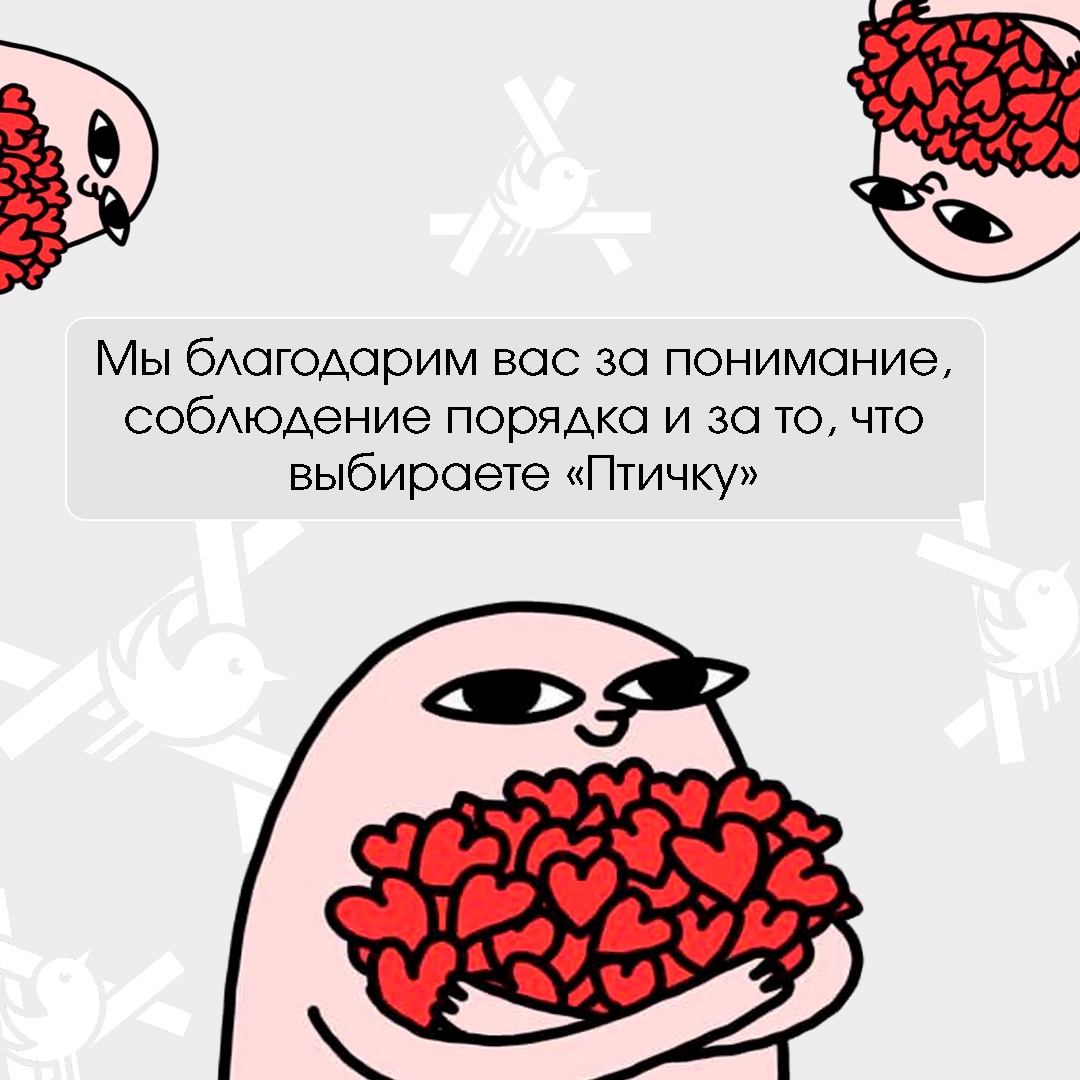 Мы благодарим вас за понимание,
соблюдение порядка и за то, что
выбираете «Птичку»